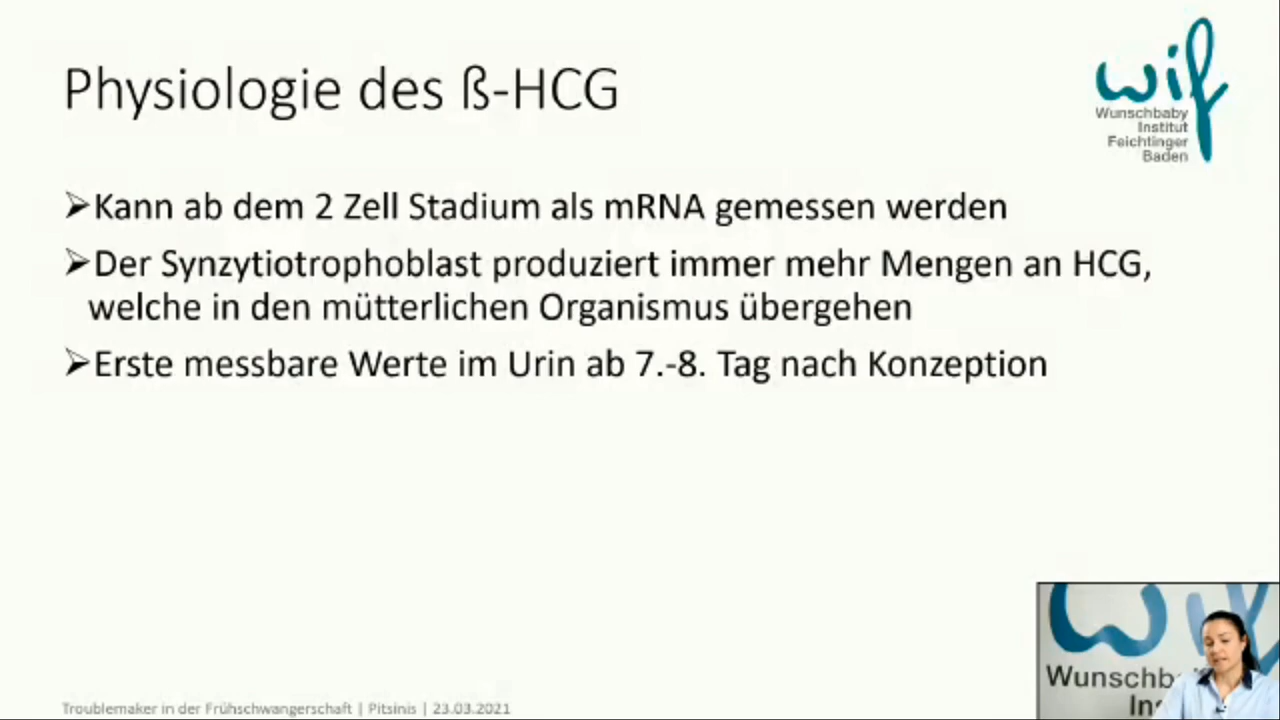 Physiologie des ß-HCG
wif
Wunschbaby
Institut
Feichtinger
Baden
➢Kann ab dem 2 Zell Stadium als mRNA gemessen werden
➢Der Synzytiotrophoblast produziert immer mehr Mengen an HCG,
welche in den mütterlichen Organismus übergehen
➢Erste messbare Werte im Urin ab 7.-8. Tag nach Konzeption
Troublemaker in der Frühschwangerschaft | Pitsinis | 23.03.2021
wif
Wunschb
Ins